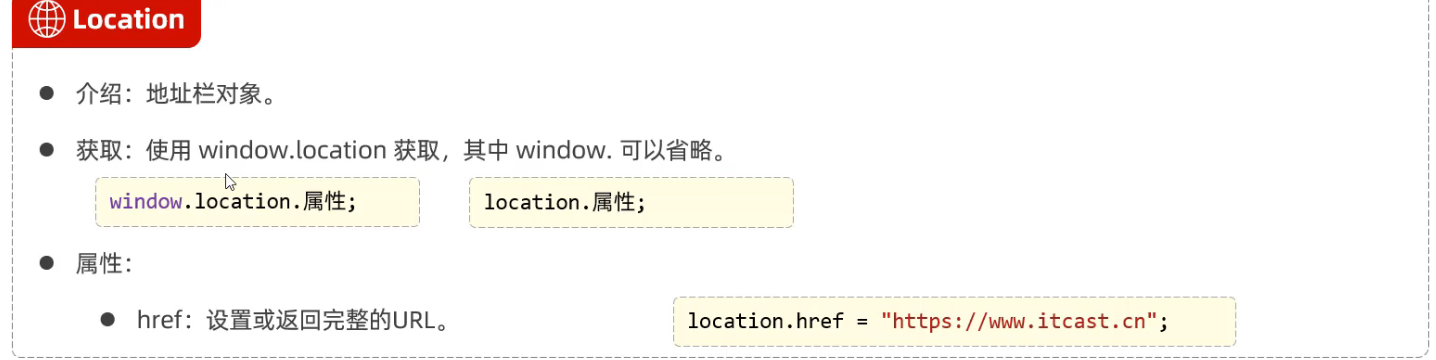 Location
介绍：地址栏对象。
获取：使用 window.location 获取，其中 window. 可以省略。
window.location.属性; location.属性;
属性：
href：设置或返回完整的URL。 location.href = "https://www.itcast.cn";